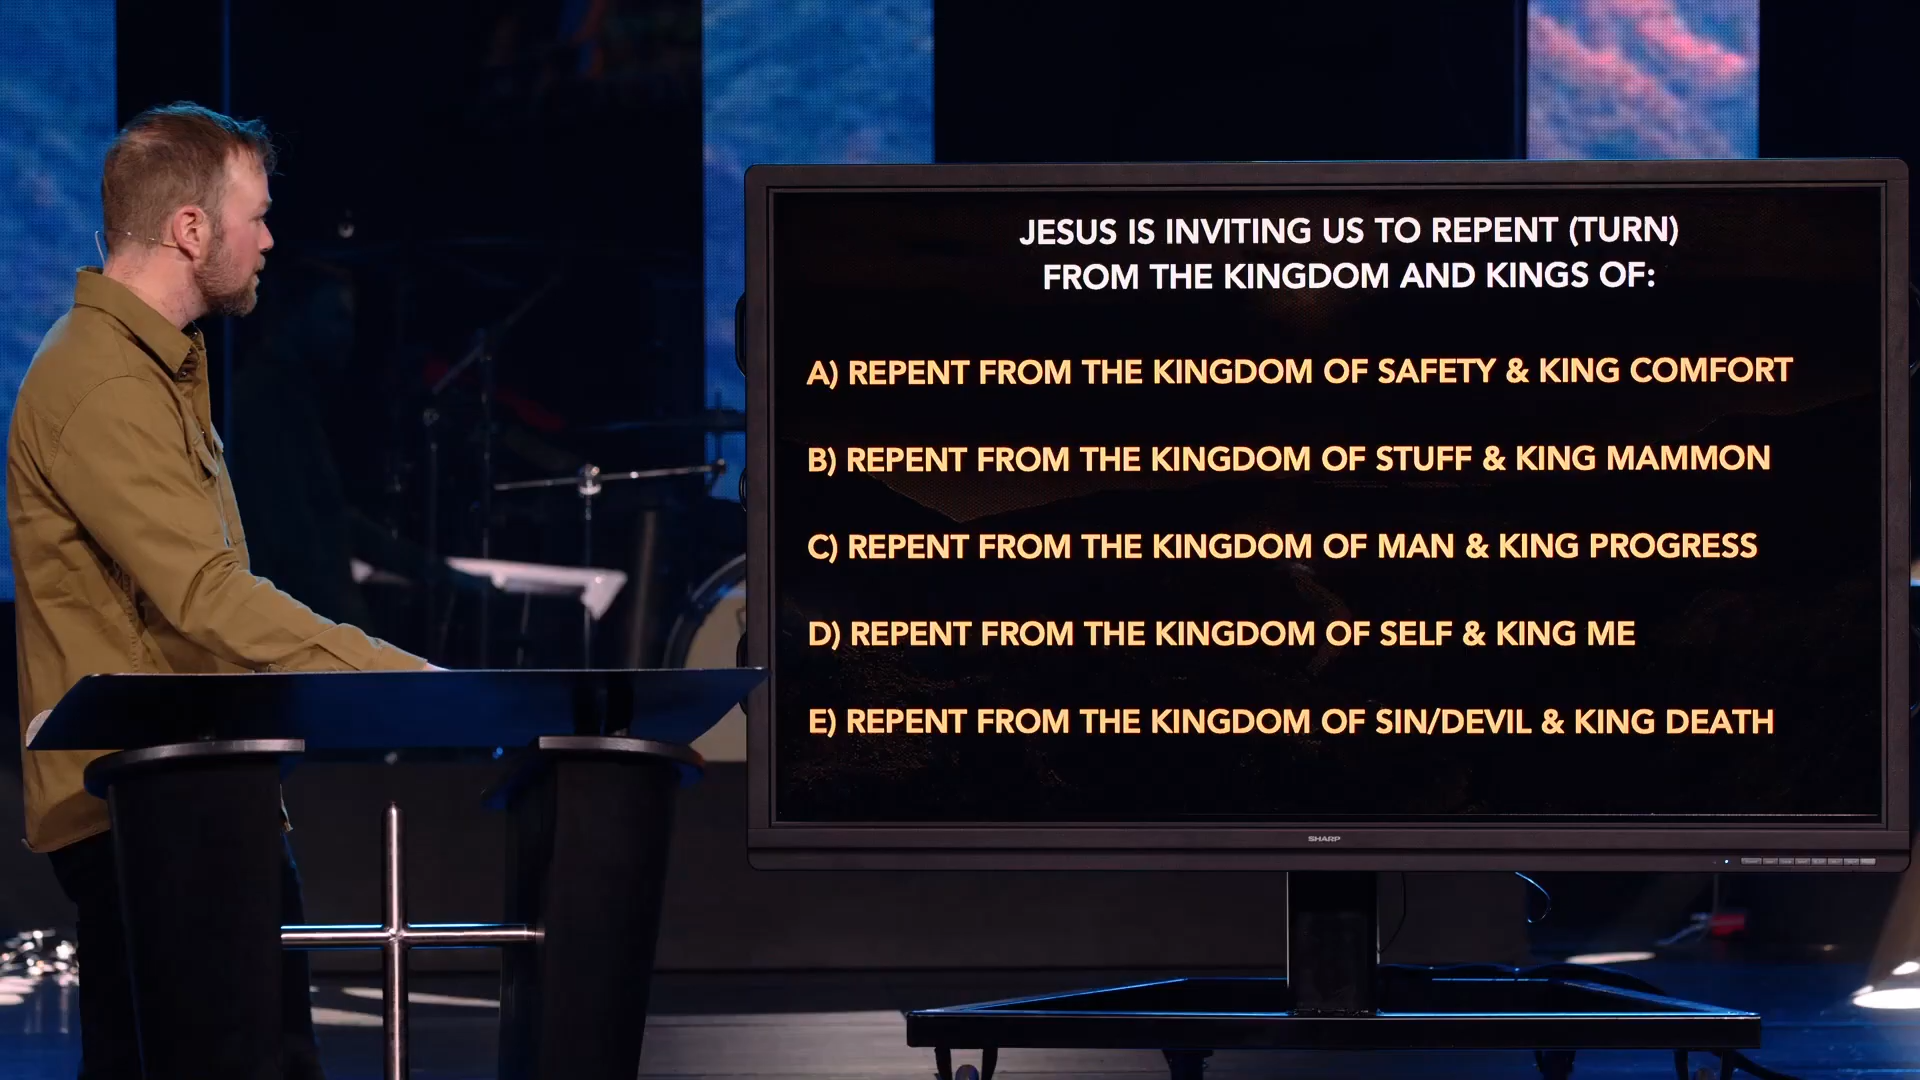 JESUS IS INVITING US TO REPENT (TURN)
FROM THE KINGDOM AND KINGS OF:
A) REPENT FROM THE KINGDOM OF SAFETY & KING COMFORT
B) REPENT FROM THE KINGDOM OF STUFF & KING MAMMON
C) REPENT FROM THE KINGDOM OF MAN & KING PROGRESS
D) REPENT FROM THE KINGDOM OF SELF & KING ME
E) REPENT FROM THE KINGDOM OF SIN/DEVIL & KING DEATH
SHARP